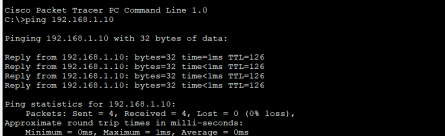 Cisco Packet Tracer PC Command Line 1.0
C:\>ping 192.168.1.10
Pinging 192.168.1.10 with 32 bytes of data:
Reply from 192.168.1.10: bytes=32 time=1ms TTL=126
Reply from 192.168.1.10: bytes=32 time<1ms TTL=126
Reply from 192.168.1.10: bytes=32 time<1ms TTL=126
Reply from 192.168.1.10: bytes=32 time<1ms TTL=126
Ping statistics for 192.168.1.10:
Packets: Sent = 4, Received = 4, Lost = 0 (0% loss),
Approximate round trip times in milli-seconds:
Minimum = 0ms, Maximum = 1ms, Average = 0ms